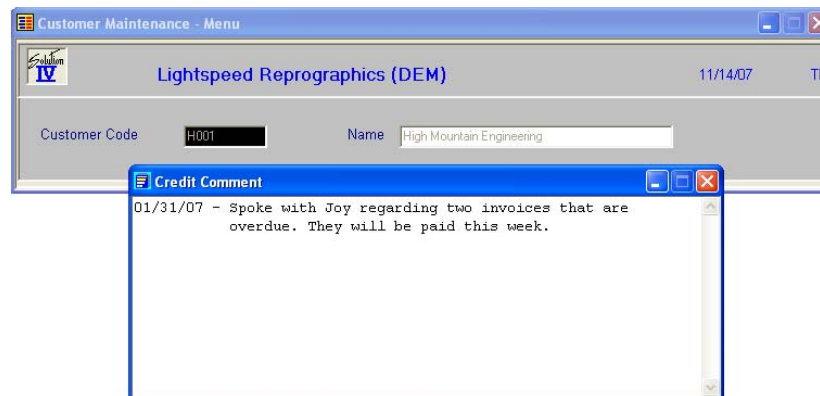 Customer Maintenance - Menu
Solution
IV
Lightspeed Reprographics (DEM)
11/14/07
Customer Code
H001
Name
High Mountain Engineering
Credit Comment
01/31/07 - Spoke with Joy regarding two invoices that are
overdue. They will be paid this week.